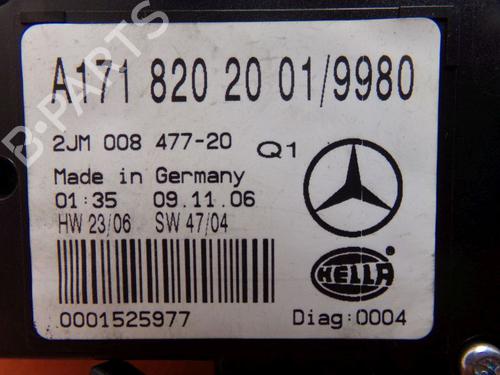 A171 820 20 01/9980
2JM 008 477-20 Q1
Made in Germany
01:35 09.11.06
HW 23/06 SW 47/04
HELLA
0001525977
Diag:0004
B-PARTS